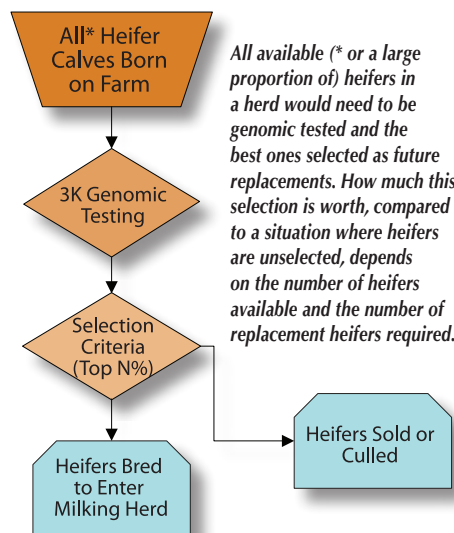 All* Heifer
Calves Born
on Farm
All available (* or a large
proportion of) heifers in
a herd would need to be
genomic tested and the
best ones selected as future
replacements. How much this
selection is worth, compared
to a situation where heifers
are unselected, depends
on the number of heifers
available and the number of
replacement heifers required.
3K Genomic
Testing
Selection
Criteria
(Top N%)
Heifers Sold or
Culled
Heifers Bred
to Enter
Milking Herd